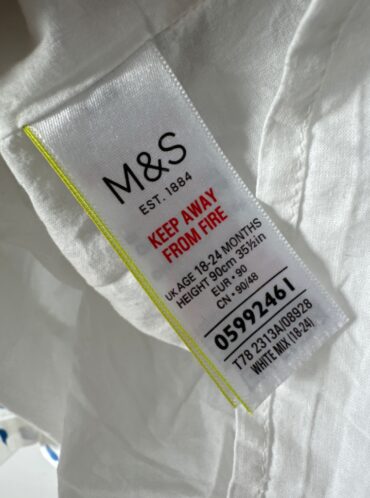 M&S
EST. 1884
KEEP AWAY
FROM FIRE
UK AGE 18-24 MONTHS
HEIGHT 90cm 35½in
EUR • 90
CN • 90/48
05992461
T78 2313A/08928
WHITE MIX (18-24)